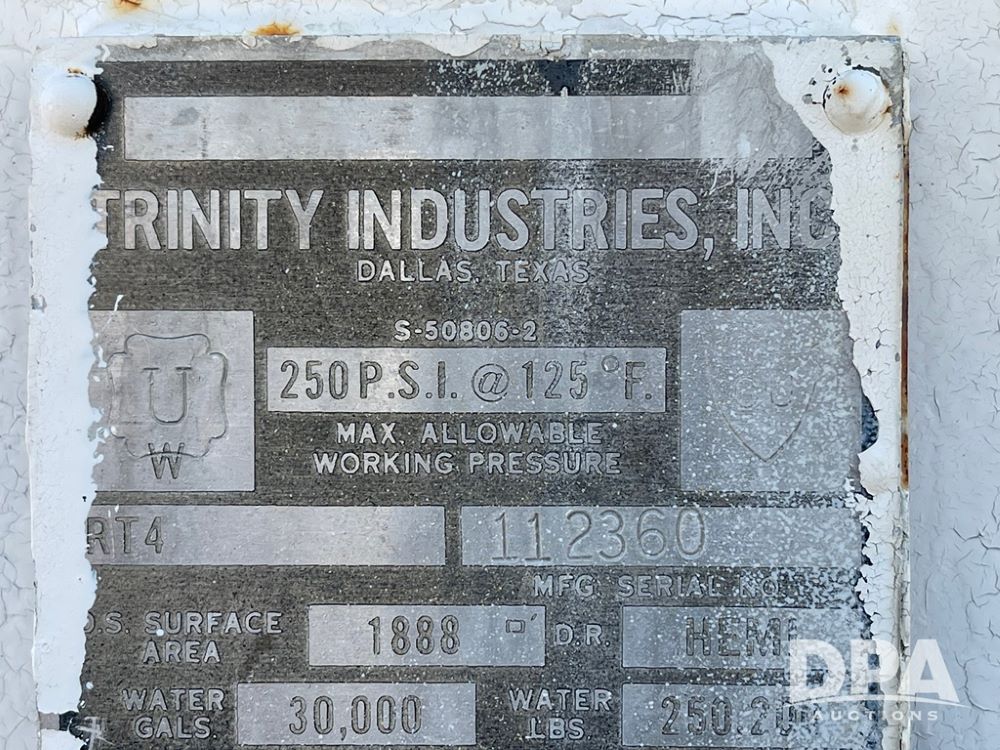 TRINITY INDUSTRIES, INC
DALLAS, TEXAS
S-50806-2
U
W
250 P.S.I. @ 125 °F.
MAX. ALLOWABLE
WORKING PRESSURE
RT4
112360
MFG. SERIAL NO.
O.S. SURFACE AREA 1888 □' D.R. HEMI
WATER GALS. 30,000 WATER LBS.
DPA
AUCTIONS